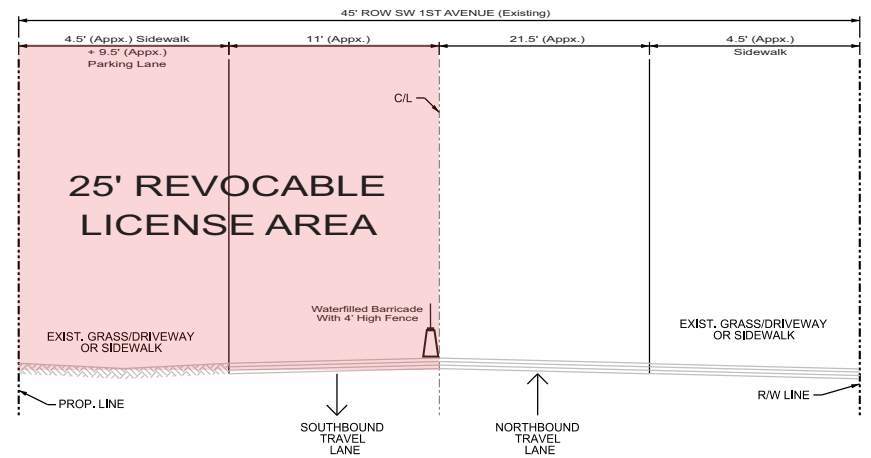 45' ROW SW 1ST AVENUE (Existing)
4.5' (Appx.) Sidewalk
+ 9.5' (Appx.)
Parking Lane
11' (Appx.)
21.5' (Appx.)
4.5' (Appx.)
Sidewalk
C/L
25' REVOCABLE
LICENSE AREA
Waterfilled Barricade
With 4' High Fence
EXIST. GRASS/DRIVEWAY
OR SIDEWALK
EXIST. GRASS/DRIVEWAY
OR SIDEWALK
PROP. LINE
R/W LINE
SOUTHBOUND
TRAVEL
LANE
NORTHBOUND
TRAVEL
LANE